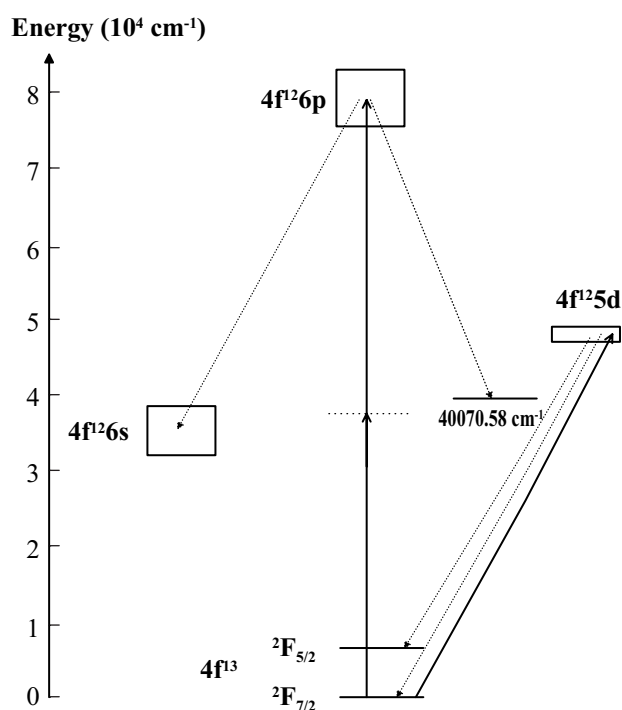 Energy (10⁴ cm⁻¹)
8
4f¹²6p
7
6
4f¹²5d
5
4
40070.58 cm⁻¹
4f¹²6s
3
2
1
²F₅/₂
4f¹³
0
²F₇/₂